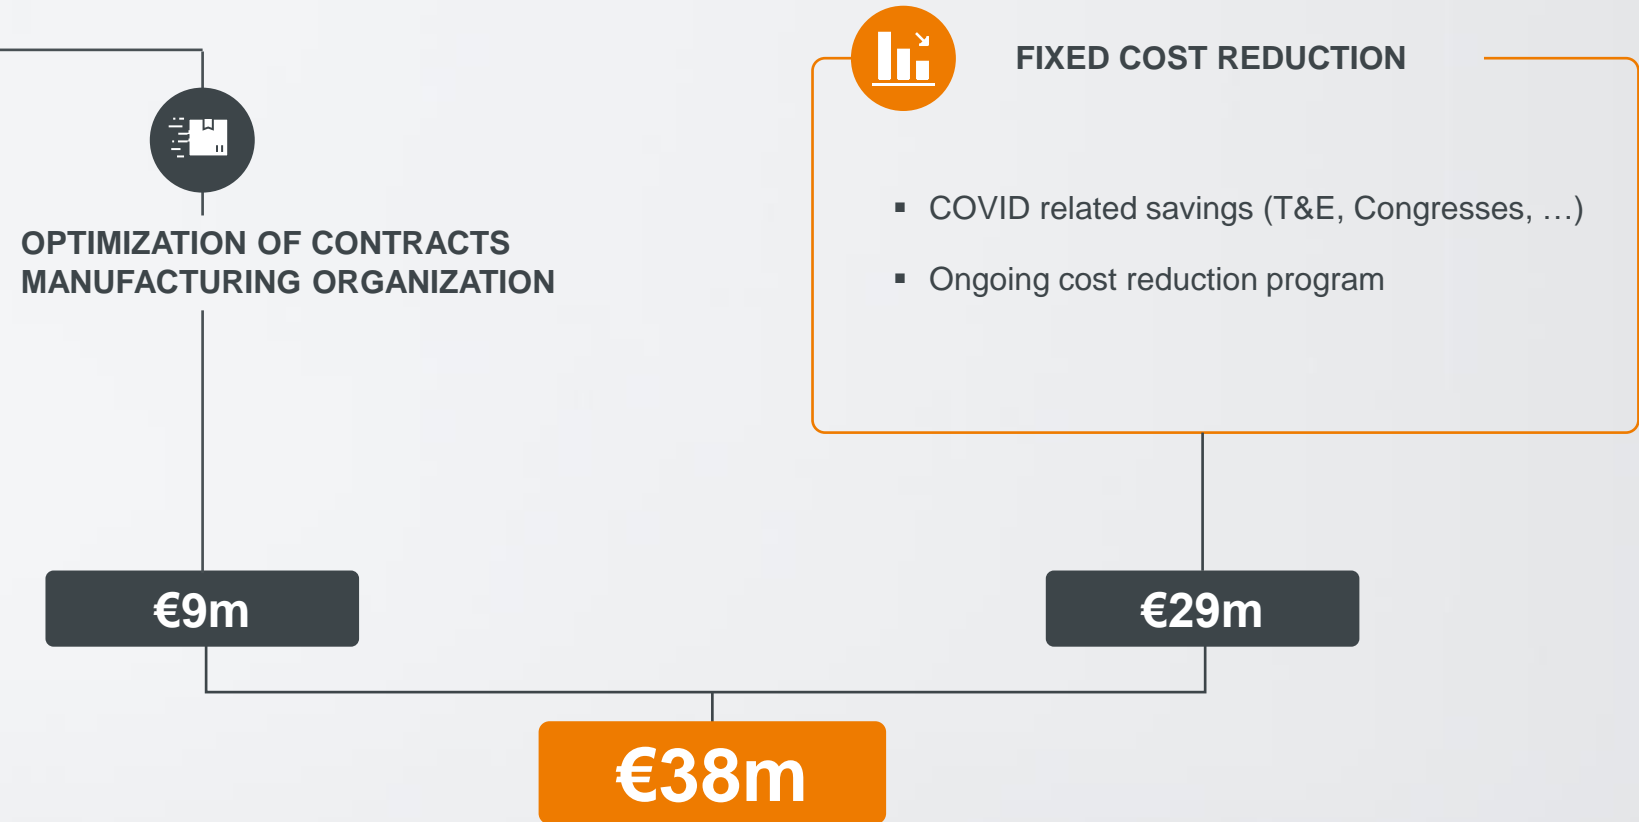 FIXED COST REDUCTION
▪ COVID related savings (T&E, Congresses, …)
▪ Ongoing cost reduction program
OPTIMIZATION OF CONTRACTS
MANUFACTURING ORGANIZATION
€9m
€29m
€38m